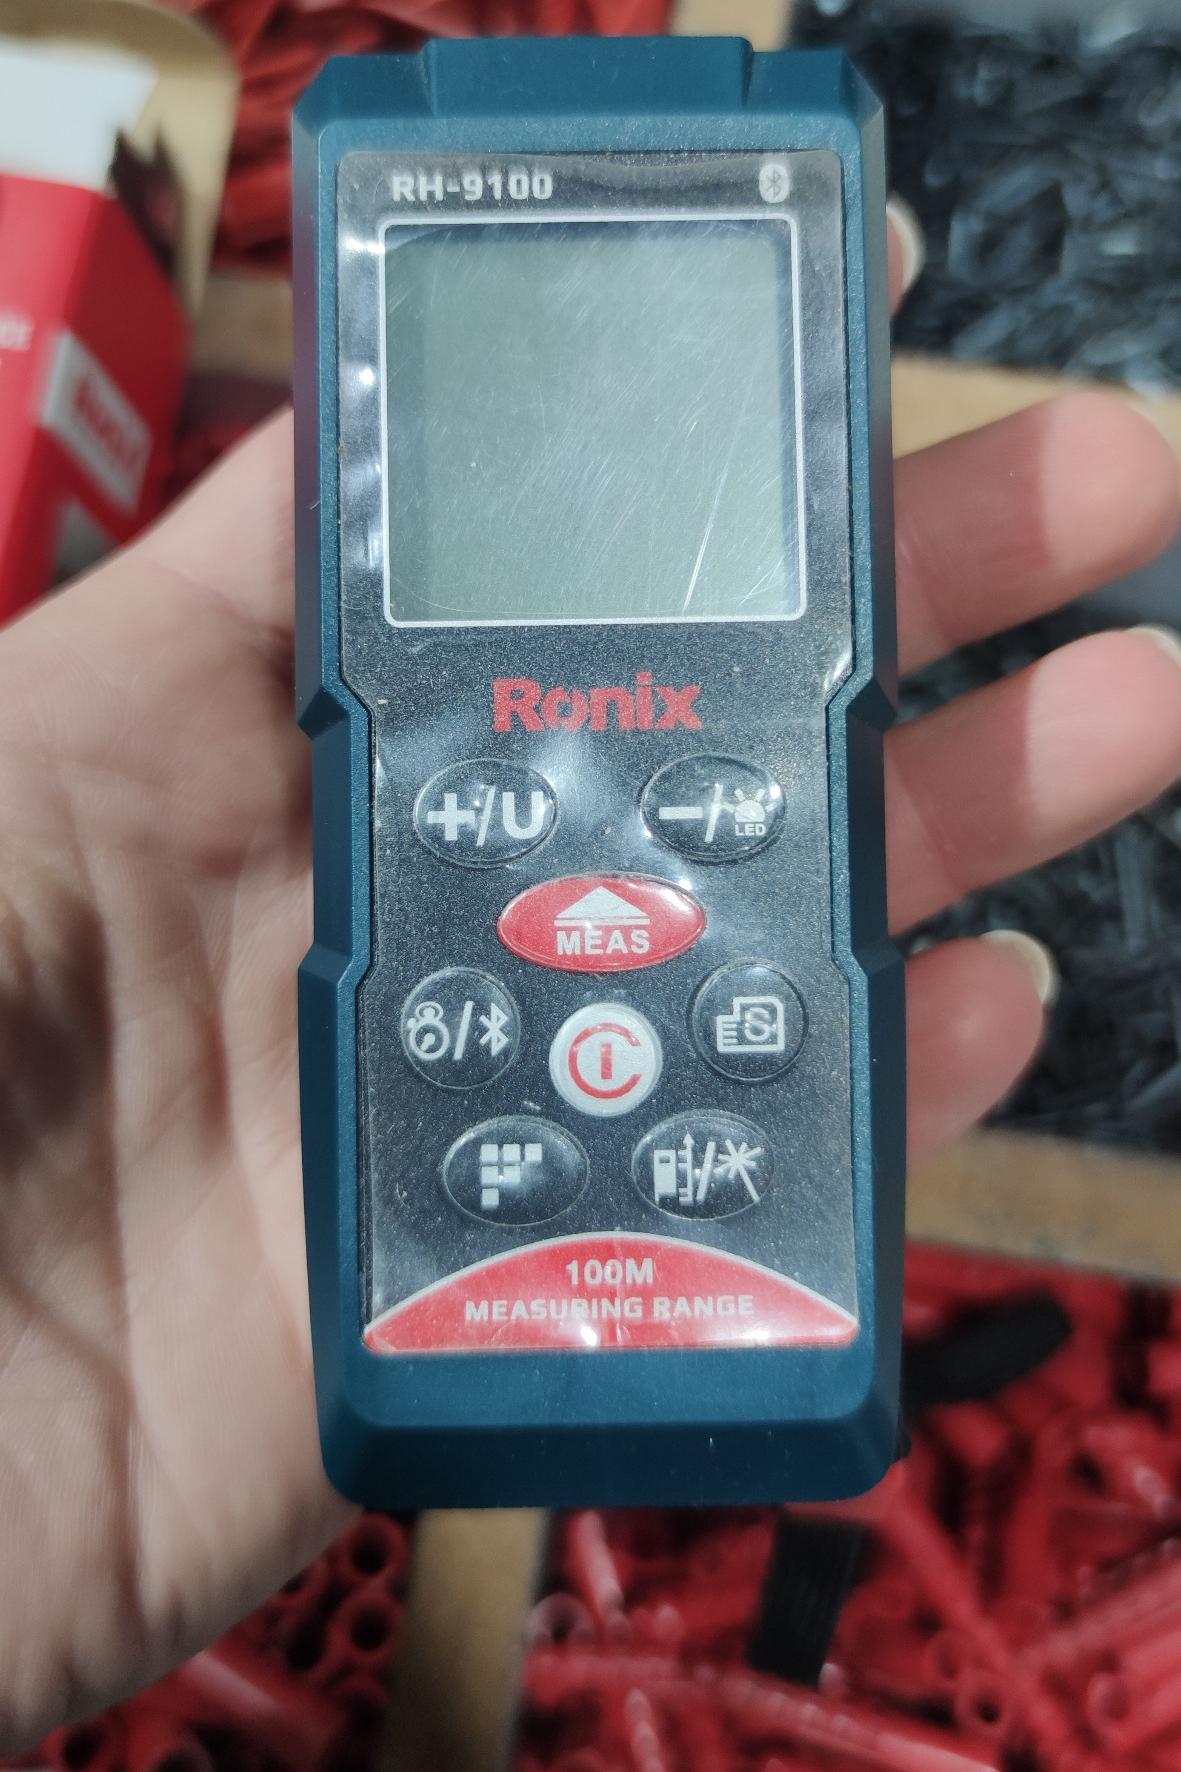 RH-9100
Ronix
+/U
-/LED
MEAS
S
100M
MEASURING RANGE